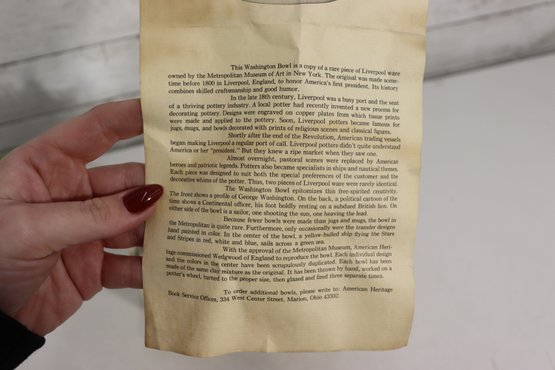 This Washington Bowl is a copy of a rare piece of Liverpool ware
owned by the Metropolitan Museum of Art in New York. The original was made some-
time before 1800 in Liverpool, England, to honor America's first president. Its history
combines skilled craftsmanship and good humor.
In the late 18th century, Liverpool was a busy port and the seat
of a thriving pottery industry. A local potter had recently invented a new process for
decorating pottery. Designs were engraved on copper plates from which tissue prints
were made and applied to the pottery. Soon, Liverpool potters became famous for
jugs, mugs, and bowls decorated with prints of religious scenes and classical figures.
Shortly after the end of the Revolution, American trading vessels
began making Liverpool a regular port of call. Liverpool potters didn't quite understand
America or her "president." But they knew a ripe market when they saw one.
Almost overnight, pastoral scenes were replaced by American
heroes and patriotic legends. Potters also became specialists in ships and nautical themes.
Each piece was designed to suit both the special preferences of the customer and the
decorative whims of the potter. Thus, two pieces of Liverpool ware were rarely identical.
The Washington Bowl epitomizes this free-spirited creativity.
The front shows a profile of George Washington. On the back, a political cartoon of the
time shows a Continental officer, his foot boldly resting on a subdued British lion. On
either side of the bowl is a sailor, one shooting the sun, one heaving the lead.
Because fewer bowls were made than jugs and mugs, the bowl in
the Metropolitan is quite rare. Furthermore, only occasionally were the transfer designs
hand painted in color. In the center of the bowl, a yellow-hulled ship flying the Stars
and Stripes in red, white and blue, sails across a green sea.
With the approval of the Metropolitan Museum, American Heri-
tage commissioned Wedgwood of England to reproduce the bowl. Each individual design
and the colors in the center have been scrupulously duplicated. Each bowl has been
made of the same clay mixture as the original. It has been thrown by hand, worked on a
potter's wheel, turned to the proper size, then glazed and fired three separate times.
To order additional bowls, please write to: American Heritage
Book Service Offices, 334 West Center Street, Marion, Ohio 43302.